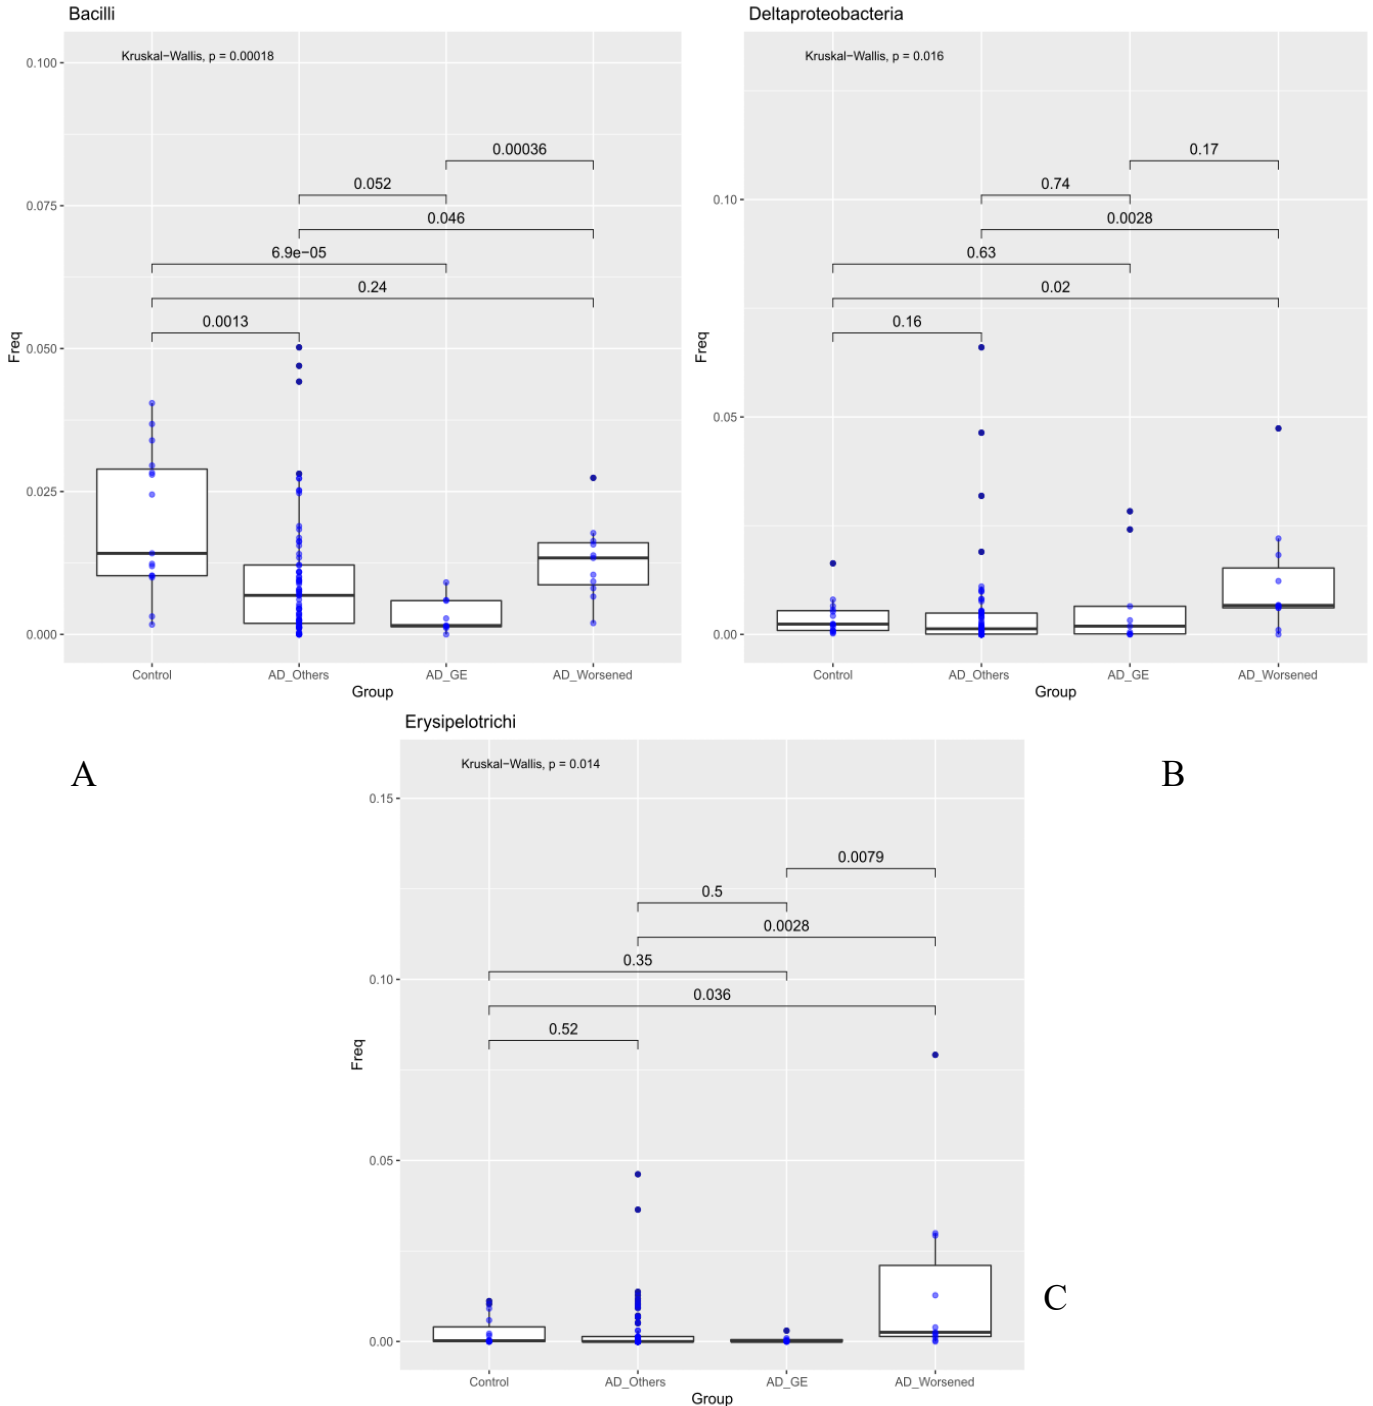 Bacilli
Kruskal−Wallis, p = 0.00018
0.100
0.075
0.050
0.025
0.000
Freq
0.00036
0.052
0.046
6.9e−05
0.24
0.0013
Control
AD_Others
AD_GE
AD_Worsened
Group
Deltaproteobacteria
Kruskal−Wallis, p = 0.016
0.10
0.05
0.00
Freq
0.17
0.74
0.0028
0.63
0.02
0.16
Control
AD_Others
AD_GE
AD_Worsened
Group
A
B
Erysipelotrichi
Kruskal−Wallis, p = 0.014
0.15
0.10
0.05
0.00
Freq
0.0079
0.5
0.0028
0.35
0.036
0.52
Control
AD_Others
AD_GE
AD_Worsened
Group
C